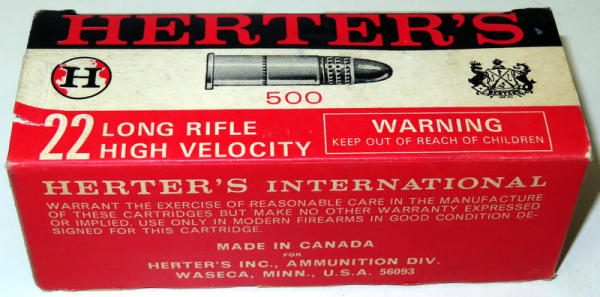 HERTER'S
H
500
22 LONG RIFLE
HIGH VELOCITY
WARNING
KEEP OUT OF REACH OF CHILDREN
HERTER'S INTERNATIONAL
WARRANT THE EXERCISE OF REASONABLE CARE IN THE MANUFACTURE
OF THESE CARTRIDGES BUT MAKE NO OTHER WARRANTY EXPRESSED
OR IMPLIED. USE ONLY IN MODERN FIREARMS IN GOOD CONDITION DE-
SIGNED FOR THIS CARTRIDGE.
MADE IN CANADA
FOR
HERTER'S INC., AMMUNITION DIV.
WASECA, MINN., U.S.A. 56093